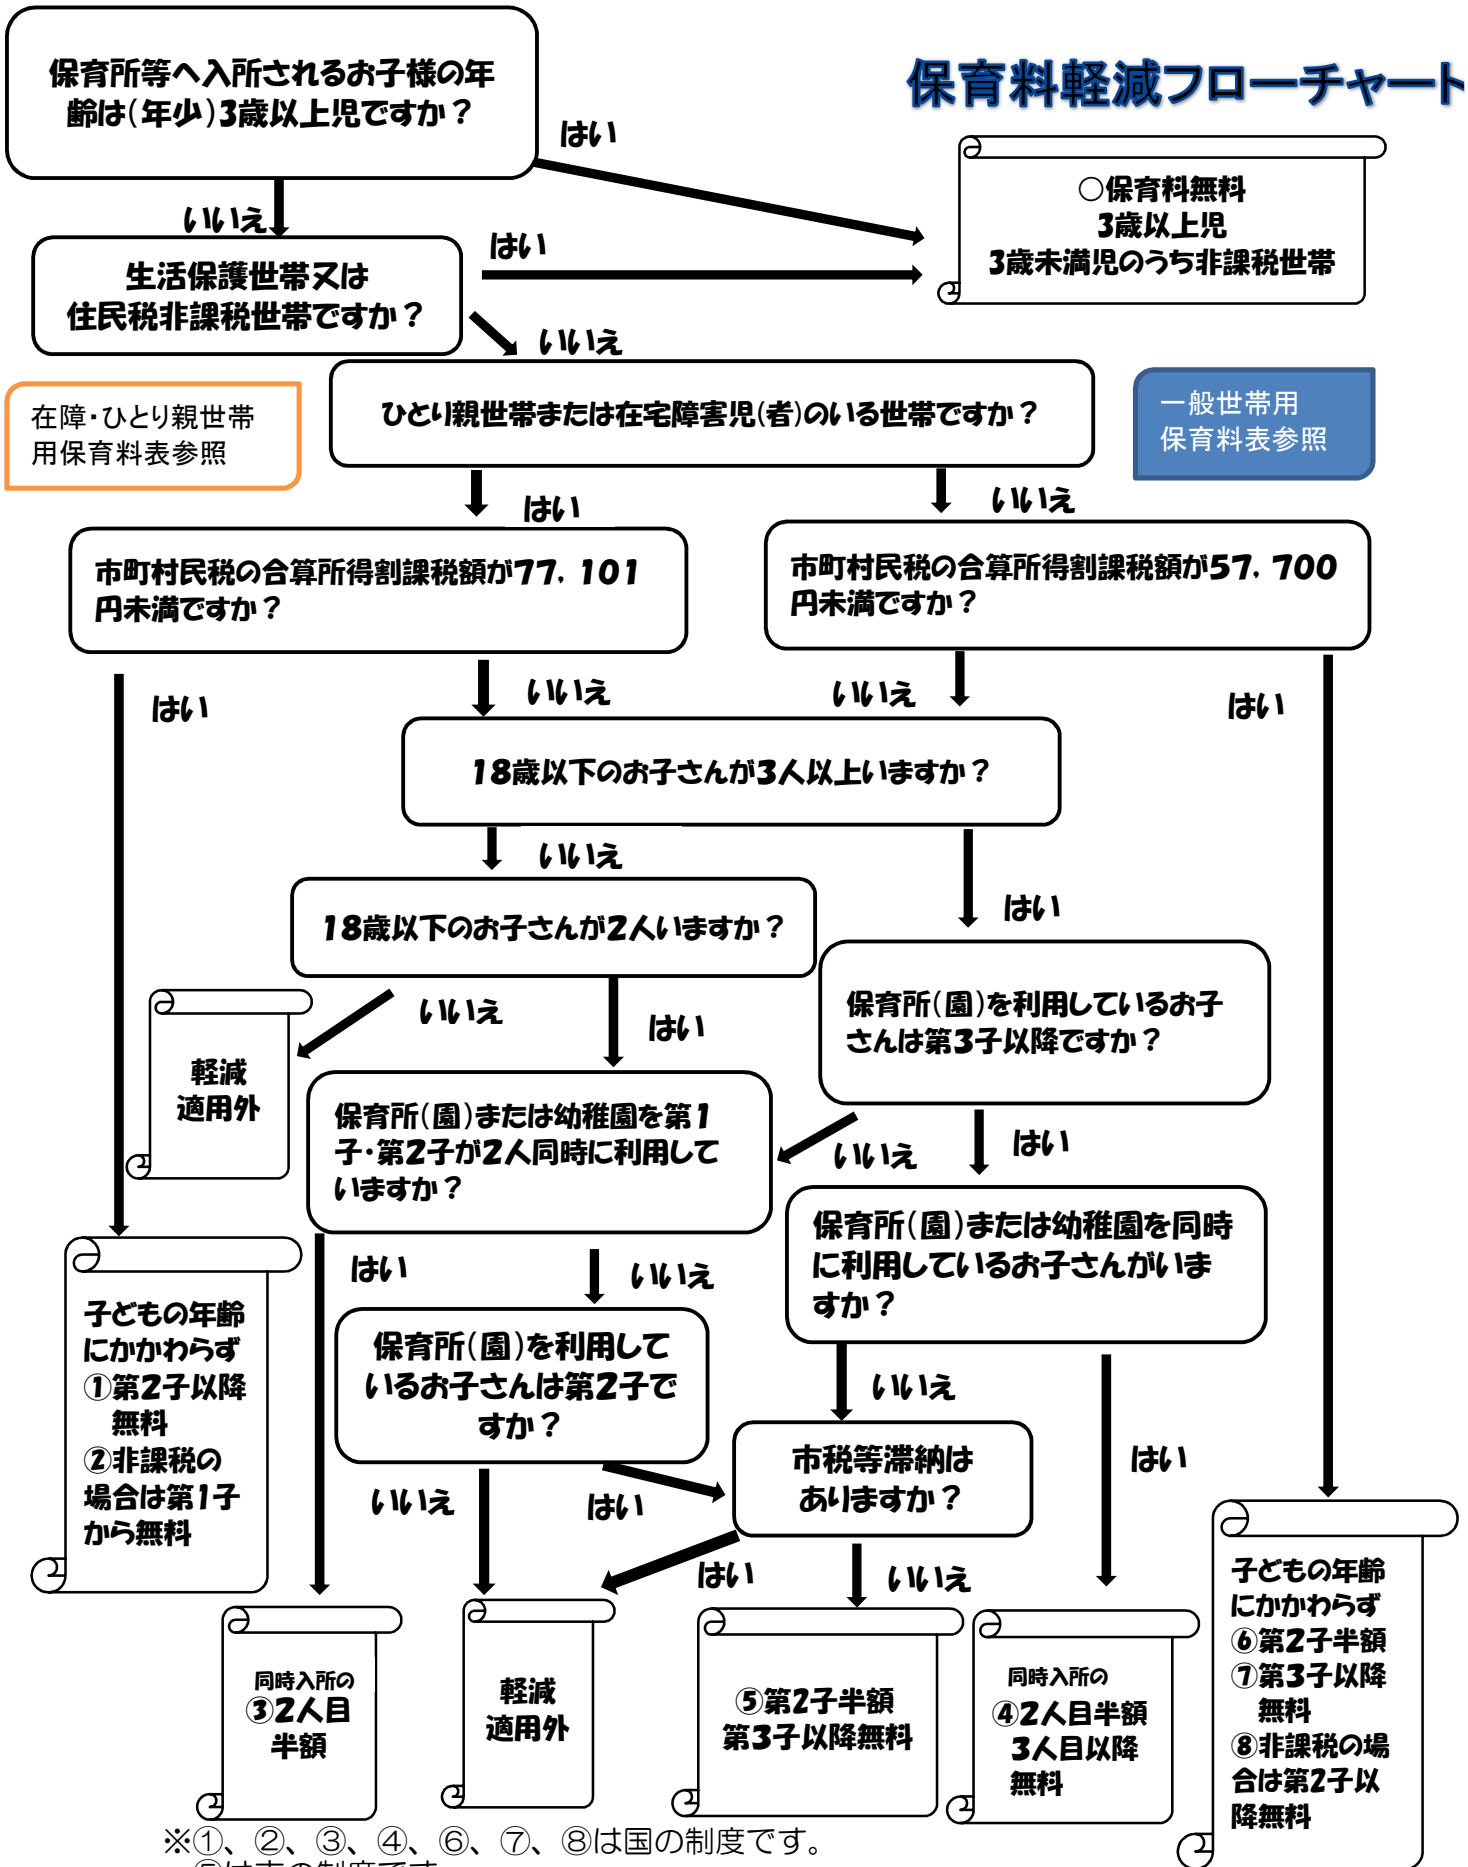 保育料軽減フローチャート
保育所等へ入所されるお子様の年
齢は(年少)3歳以上児ですか？
はい
いいえ
○保育料無料
3歳以上児
3歳未満児のうち非課税世帯
生活保護世帯又は
住民税非課税世帯ですか？
はい
いいえ
在障・ひとり親世帯
用保育料表参照
ひとり親世帯または在宅障害児(者)のいる世帯ですか？
一般世帯用
保育料表参照
はい
いいえ
市町村民税の合算所得割課税額が77，101
円未満ですか？
市町村民税の合算所得割課税額が57，700
円未満ですか？
はい
いいえ
いいえ
はい
18歳以下のお子さんが3人以上いますか？
いいえ
はい
18歳以下のお子さんが2人いますか？
いいえ
はい
保育所(園)を利用しているお子
さんは第3子以降ですか？
軽減
適用外
保育所(園)または幼稚園を第1
子・第2子が2人同時に利用して
いますか？
いいえ
はい
保育所(園)または幼稚園を同時
に利用しているお子さんがいま
すか？
はい
いいえ
子どもの年齢
にかかわらず
①第2子以降
無料
②非課税の
場合は第1子
から無料
保育所(園)を利用して
いるお子さんは第2子で
すか？
いいえ
はい
市税等滞納は
ありますか？
いいえ
はい
はい
いいえ
同時入所の
③2人目
半額
軽減
適用外
⑤第2子半額
第3子以降無料
同時入所の
④2人目半額
3人目以降
無料
子どもの年齢
にかかわらず
⑥第2子半額
⑦第3子以降
無料
⑧非課税の場
合は第2子以
降無料
※①、②、③、④、⑥、⑦、⑧は国の制度です。